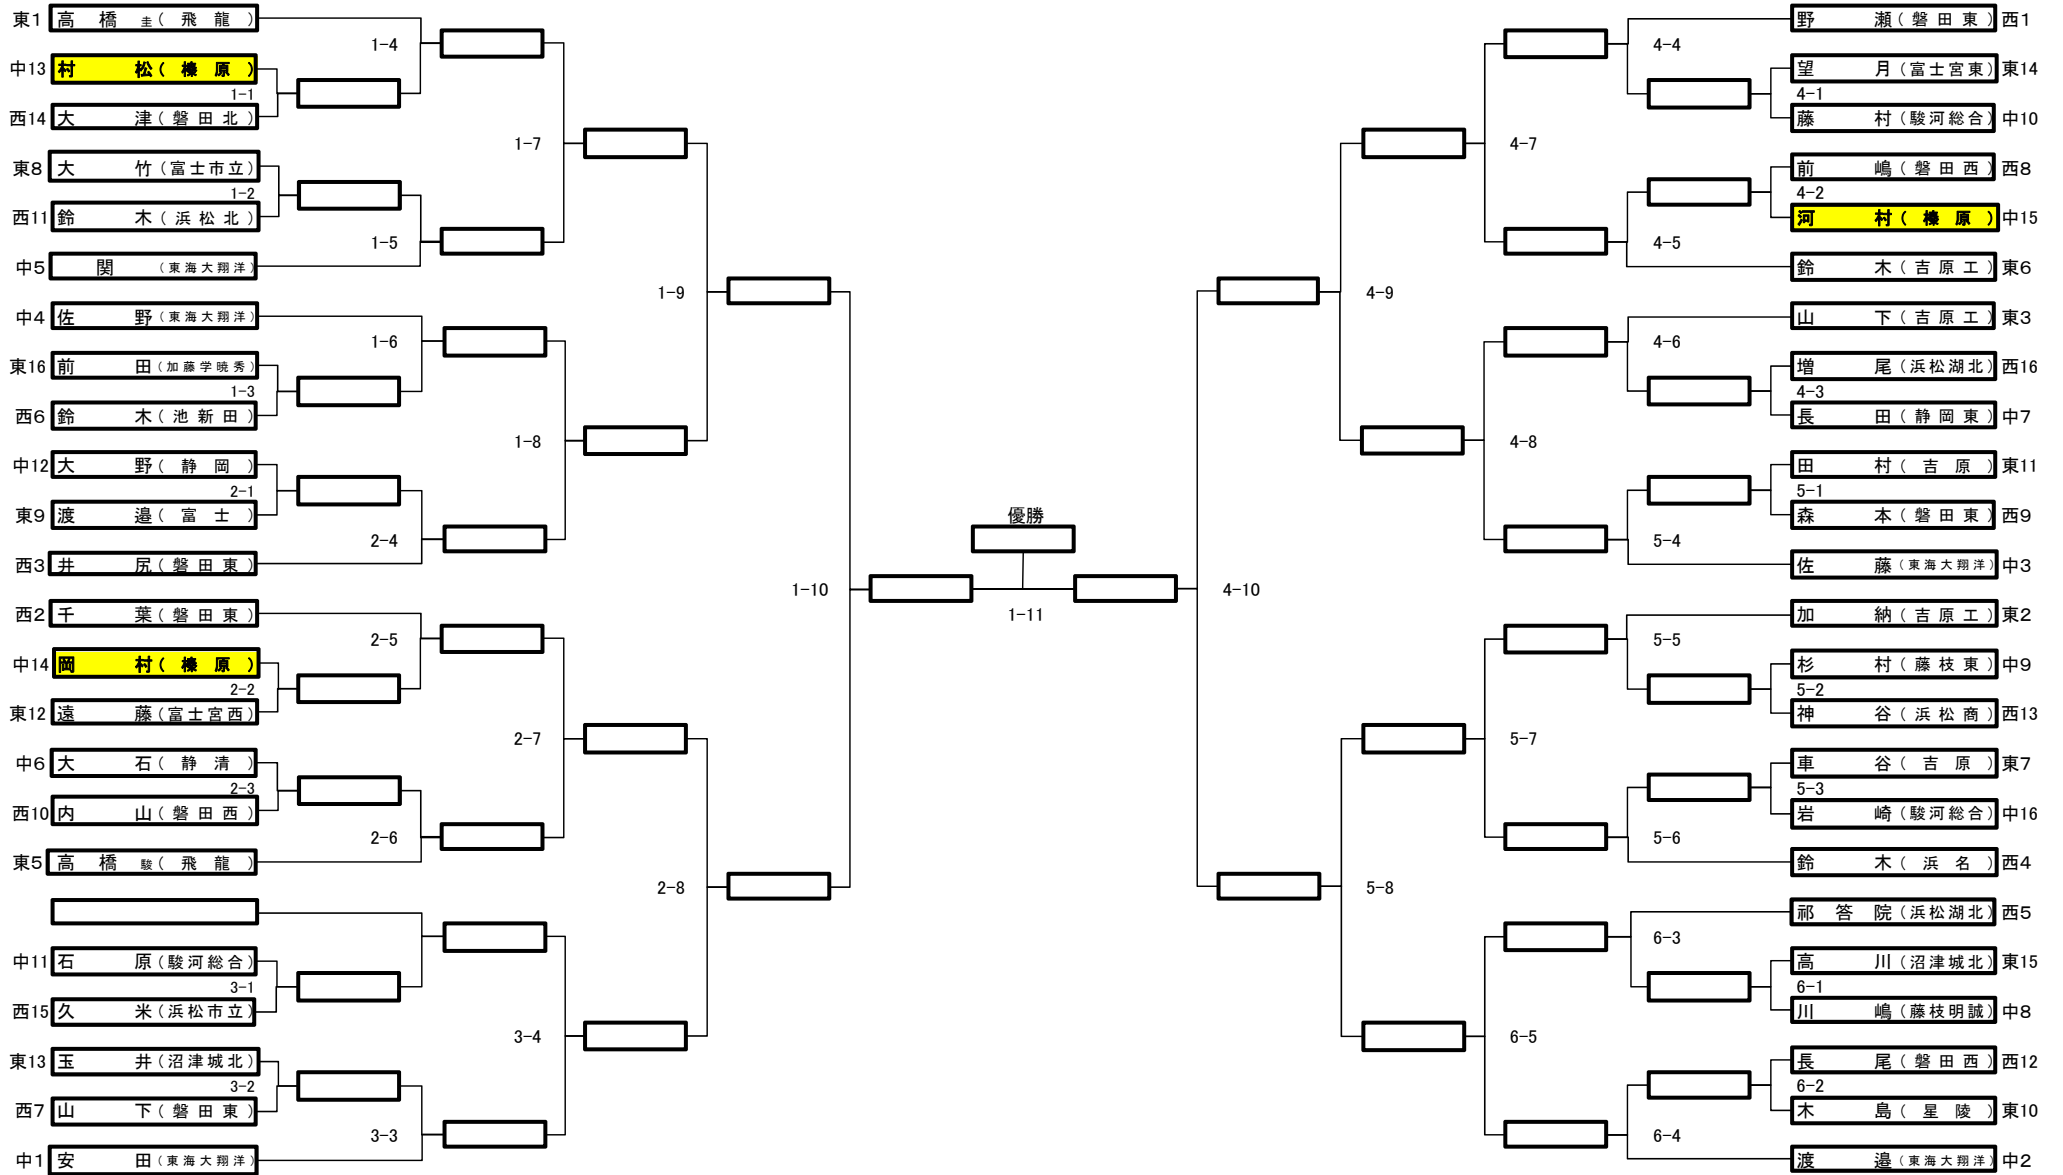 東1 高橋 圭(飛龍)
1-4
中13 村松(榛原)
1-1
西14 大津(磐田北)
1-7
東8 大竹(富士市立)
1-2
西11 鈴木(浜松北)
1-5
中5 関(東海大翔洋)
1-9
中4 佐野(東海大翔洋)
1-6
東16 前田(加藤学暁秀)
1-3
西6 鈴木(池新田)
1-8
中12 大野(静岡)
2-1
東9 渡邉(富士)
2-4
西3 井尻(磐田東)
1-10
西2 千葉(磐田東)
2-5
中14 岡村(榛原)
2-2
東12 遠藤(富士宮西)
2-7
中6 大石(静清)
2-3
西10 内山(磐田西)
2-6
東5 高橋 駿(飛龍)
2-8
中11 石原(駿河総合)
3-1
西15 久米(浜松市立)
3-4
東13 玉井(沼津城北)
3-2
西7 山下(磐田東)
3-3
中1 安田(東海大翔洋)
優勝
1-11
野瀬(磐田東) 西1
4-4
望月(富士宮東) 東14
4-1
藤村(駿河総合) 中10
4-7
前嶋(磐田西) 西8
4-2
河村(榛原) 中15
4-5
鈴木(吉原工) 東6
4-9
山下(吉原工) 東3
4-6
増尾(浜松湖北) 西16
4-3
長田(静岡東) 中7
4-8
田村(吉原) 東11
5-1
森本(磐田東) 西9
5-4
佐藤(東海大翔洋) 中3
4-10
加納(吉原工) 東2
5-5
杉村(藤枝東) 中9
5-2
神谷(浜松商) 西13
5-7
車谷(吉原) 東7
5-3
岩崎(駿河総合) 中16
5-6
鈴木(浜名) 西4
5-8
祁答院(浜松湖北) 西5
6-3
高川(沼津城北) 東15
6-1
川嶋(藤枝明誠) 中8
6-5
長尾(磐田西) 西12
6-2
木島(星陵) 東10
6-4
渡邉(東海大翔洋) 中2